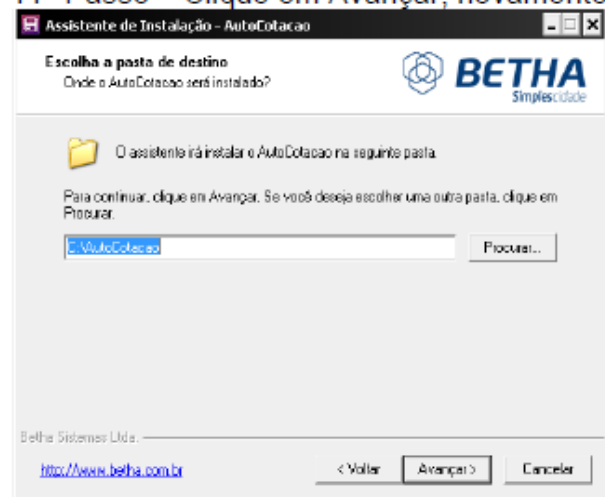 Passo - Clique em Avançar, novamente
Assistente de Instalação - AutoCotacao
Escolha a pasta de destino
Onde o AutoCotacao será instalado?
BETHA
Simplescidade
O assistente irá instalar o AutoCotacao na seguinte pasta.
Para continuar, clique em Avançar. Se você deseja escolher uma outra pasta, clique em
Procurar.
C:\AutoCotacao
Procurar...
Betha Sistemas Ltda.
http://www.betha.com.br
< Voltar
Avançar >
Cancelar